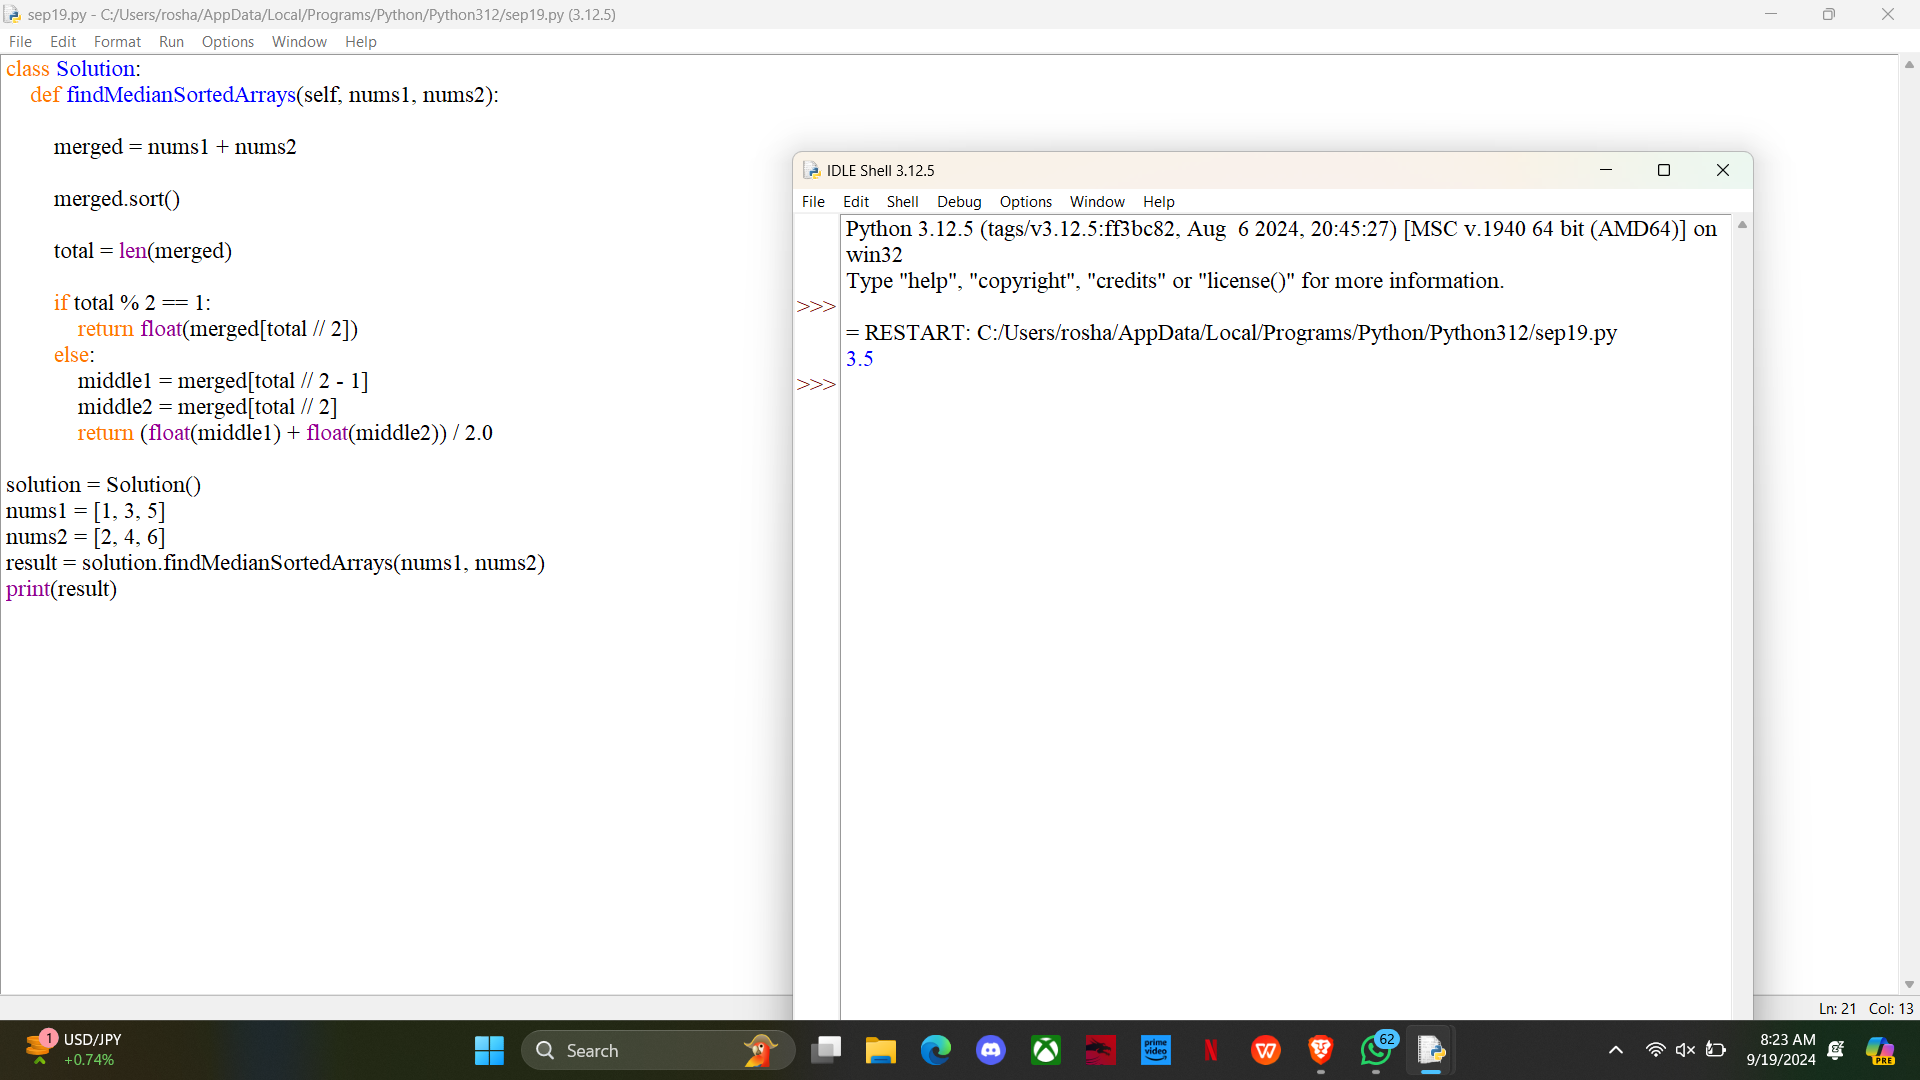 sep19.py - C:/Users/rosha/AppData/Local/Programs/Python/Python312/sep19.py (3.12.5)
File Edit Format Run Options Window Help
class Solution:
    def findMedianSortedArrays(self, nums1, nums2):
        merged = nums1 + nums2
        merged.sort()
        total = len(merged)
        if total % 2 == 1:
            return float(merged[total // 2])
        else:
            middle1 = merged[total // 2 - 1]
            middle2 = merged[total // 2]
            return (float(middle1) + float(middle2)) / 2.0
solution = Solution()
nums1 = [1, 3, 5]
nums2 = [2, 4, 6]
result = solution.findMedianSortedArrays(nums1, nums2)
print(result)
IDLE Shell 3.12.5
File Edit Shell Debug Options Window Help
Python 3.12.5 (tags/v3.12.5:ff3bc82, Aug  6 2024, 20:45:27) [MSC v.1940 64 bit (AMD64)] on
win32
Type "help", "copyright", "credits" or "license()" for more information.
>>>
= RESTART: C:/Users/rosha/AppData/Local/Programs/Python/Python312/sep19.py
3.5
>>>
Ln: 21 Col: 13
1
USD/JPY
+0.74%
Search
prime
video
N
W
62
8:23 AM
9/19/2024
PRE